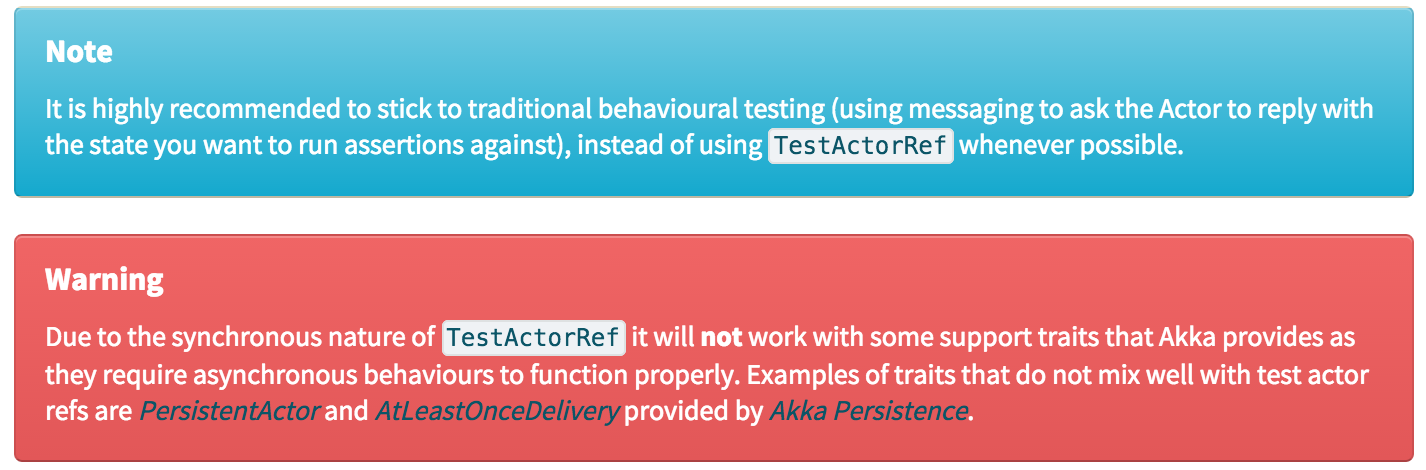 Note
It is highly recommended to stick to traditional behavioural testing (using messaging to ask the Actor to reply with
the state you want to run assertions against), instead of using TestActorRef whenever possible.
Warning
Due to the synchronous nature of TestActorRef it will not work with some support traits that Akka provides as
they require asynchronous behaviours to function properly. Examples of traits that do not mix well with test actor
refs are PersistentActor and AtLeastOnceDelivery provided by Akka Persistence.